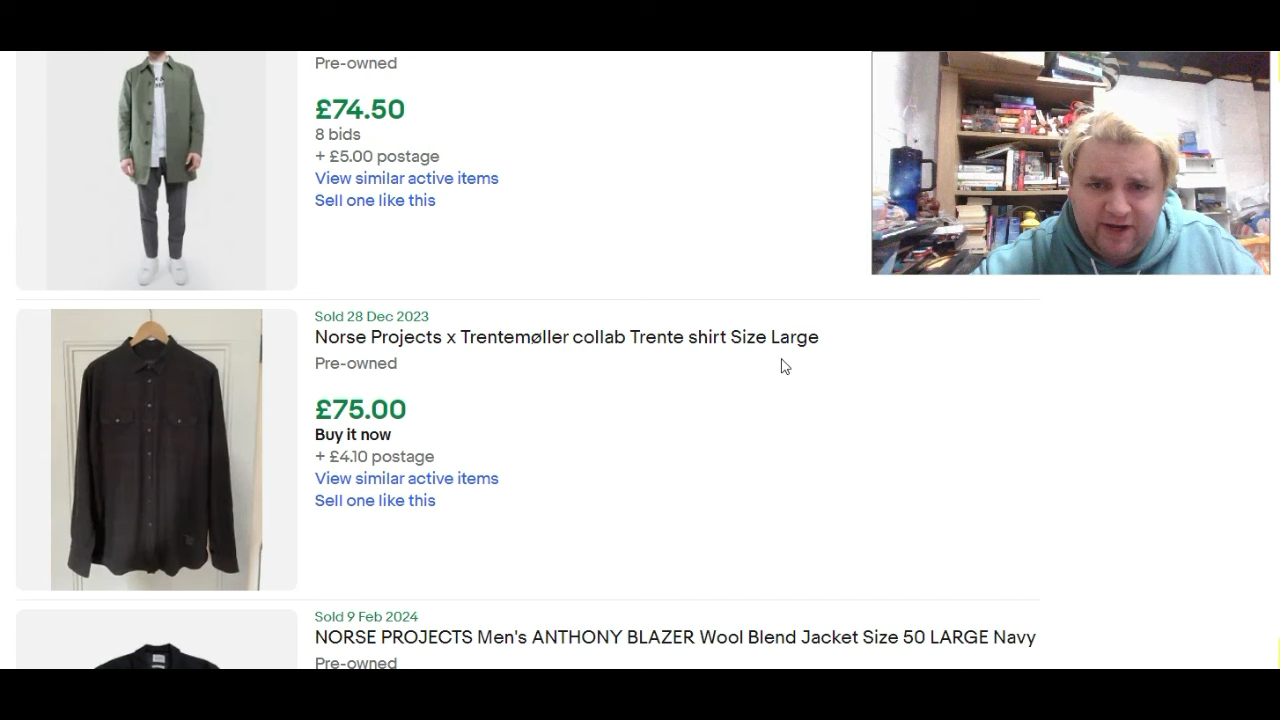 Pre-owned
£74.50
8 bids
+ £5.00 postage
View similar active items
Sell one like this
Sold 28 Dec 2023
Norse Projects x Trentemøller collab Trente shirt Size Large
Pre-owned
£75.00
Buy it now
+ £4.10 postage
View similar active items
Sell one like this
Sold 9 Feb 2024
NORSE PROJECTS Men's ANTHONY BLAZER Wool Blend Jacket Size 50 LARGE Navy
Pre-owned